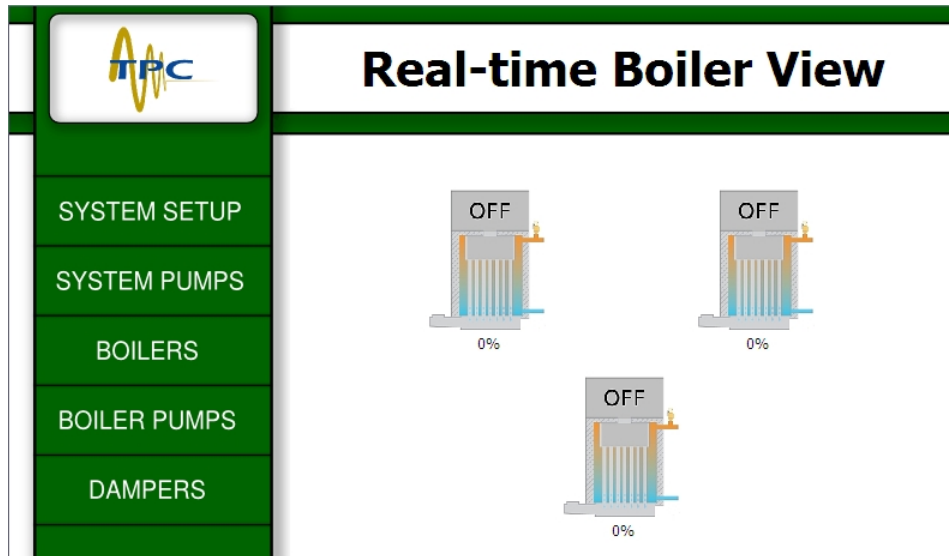 TPC
Real-time Boiler View
SYSTEM SETUP
SYSTEM PUMPS
BOILERS
BOILER PUMPS
DAMPERS
OFF
0%
OFF
0%
OFF
0%